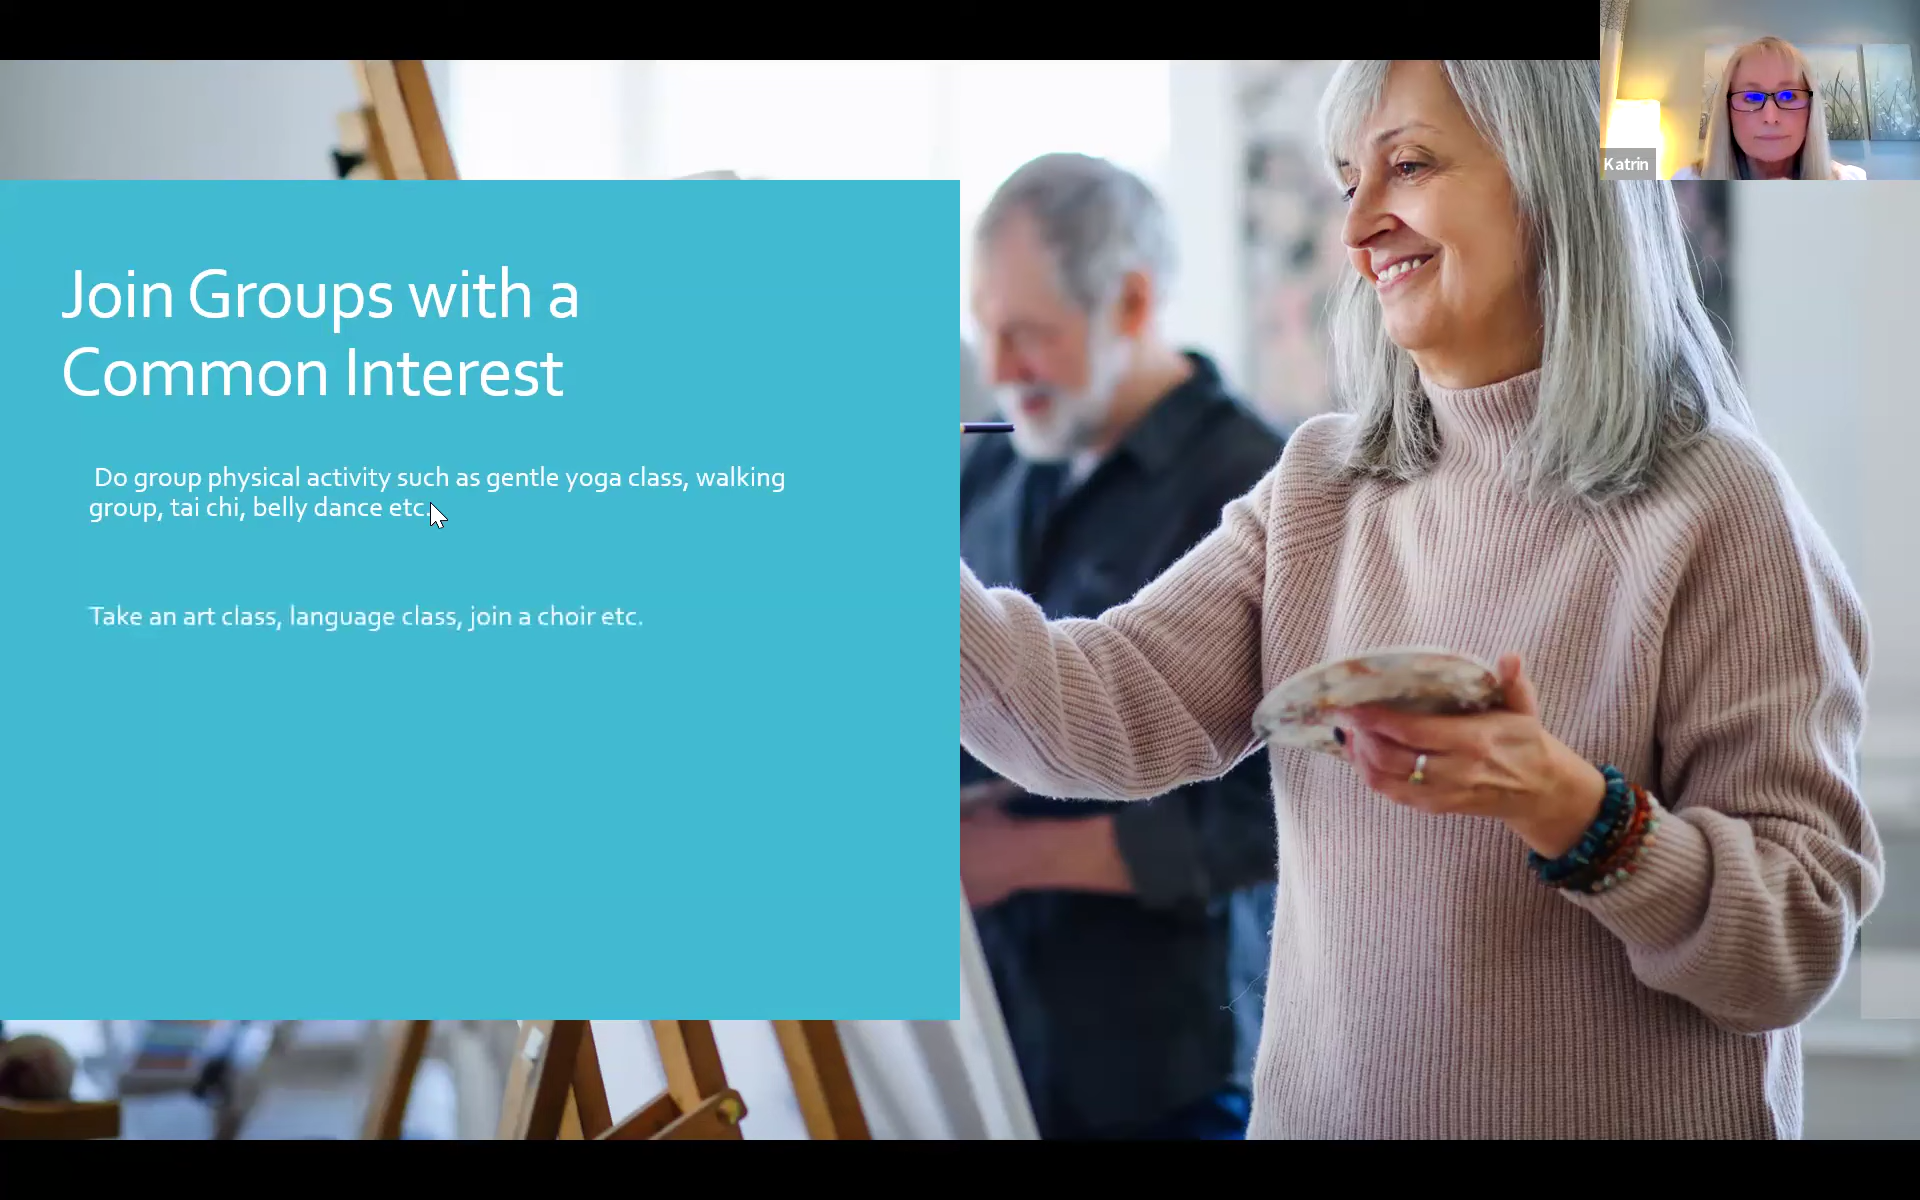 Join Groups with a
Common Interest
Do group physical activity such as gentle yoga class, walking
group, tai chi, belly dance etc.
Take an art class, language class, join a choir etc.
Katrin